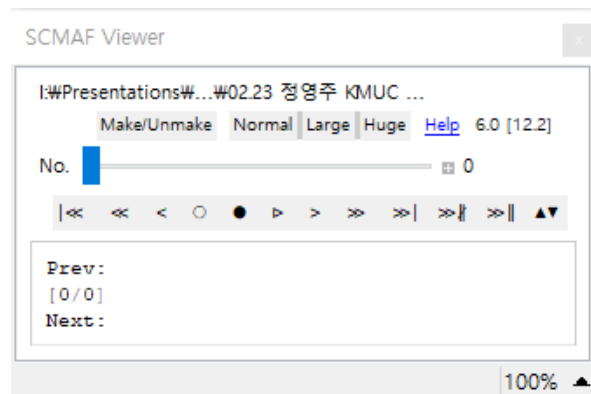 SCMAF Viewer
x
I:₩Presentations₩...₩02.23 정영주 KMUC ...
Make/Unmake Normal Large Huge Help 6.0 [12.2]
No. 0
|≪ ≪ < ○ ● ▷ > ≫ ≫| ≫∦ ≫∥ ▲▼
Prev:
[0/0]
Next:
100% ▲